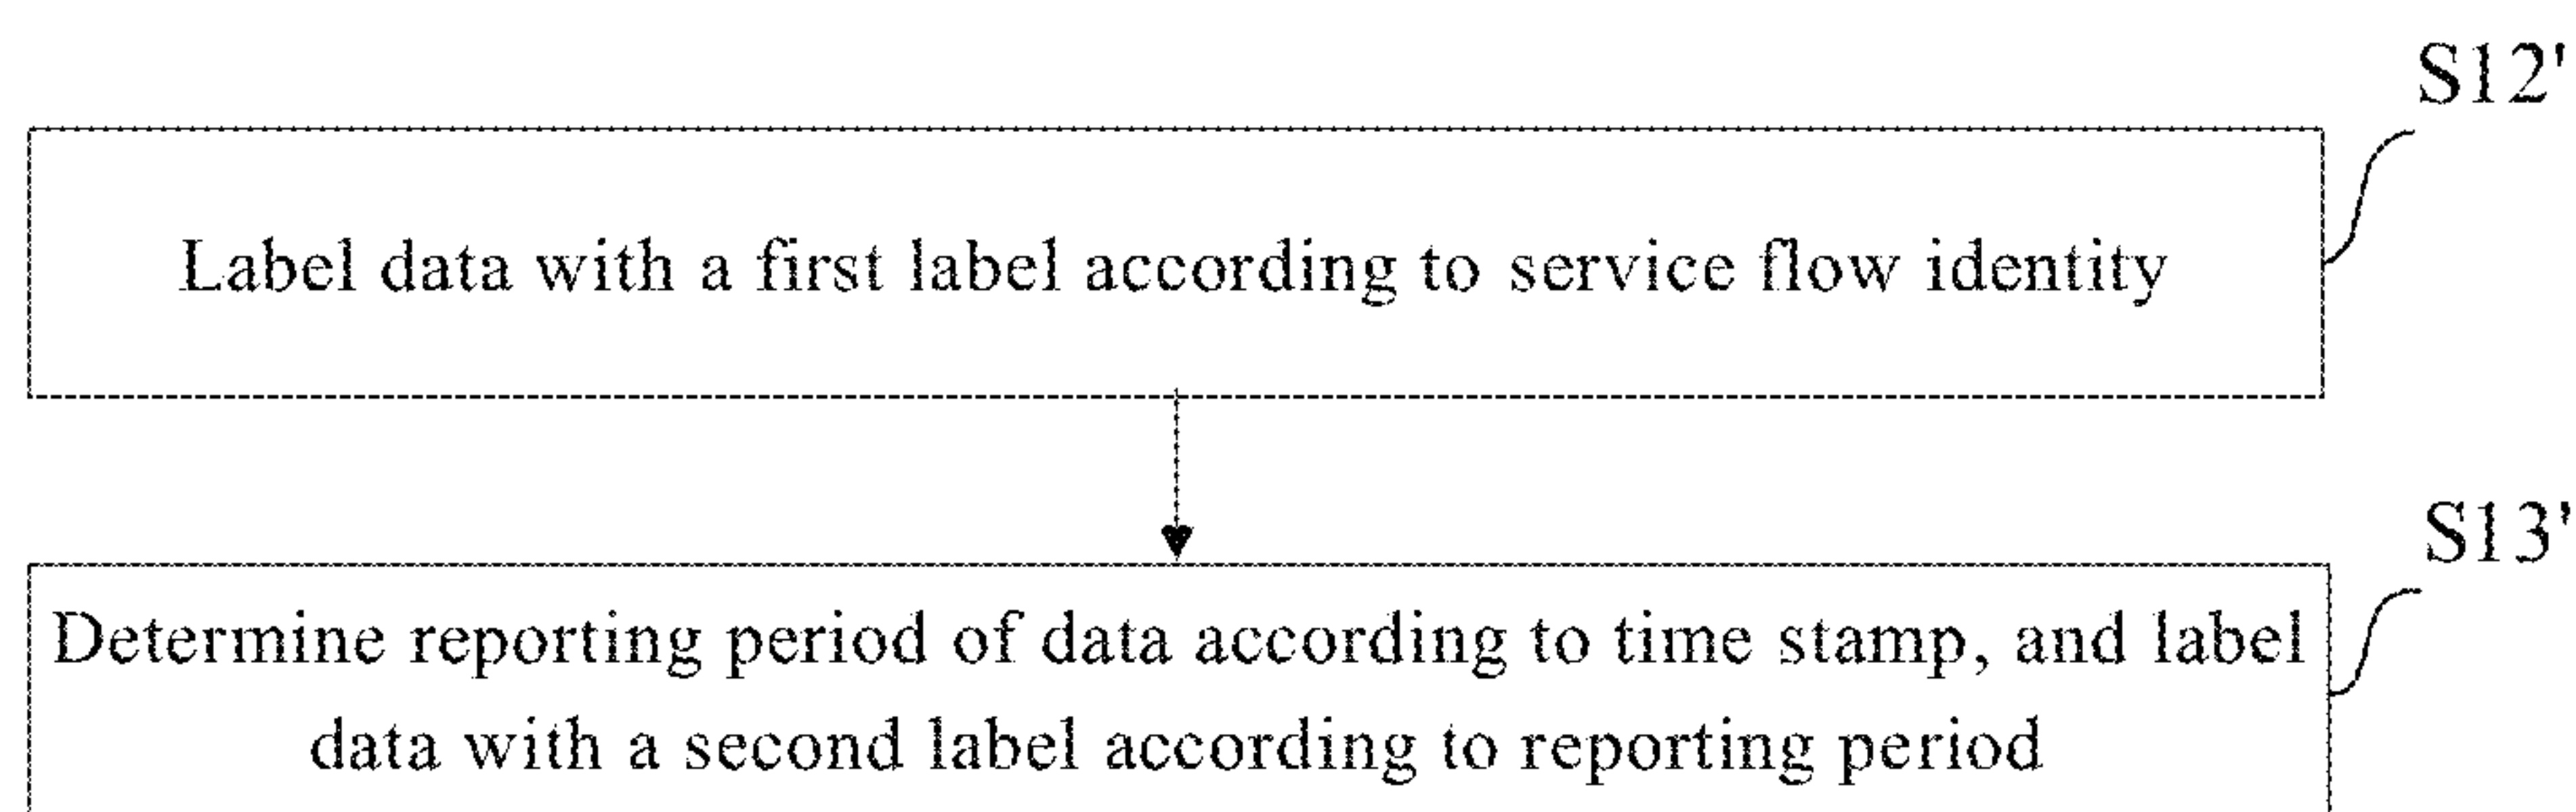 S12'
Label data with a first label according to service flow identity
S13'
Determine reporting period of data according to time stamp, and label
data with a second label according to reporting period